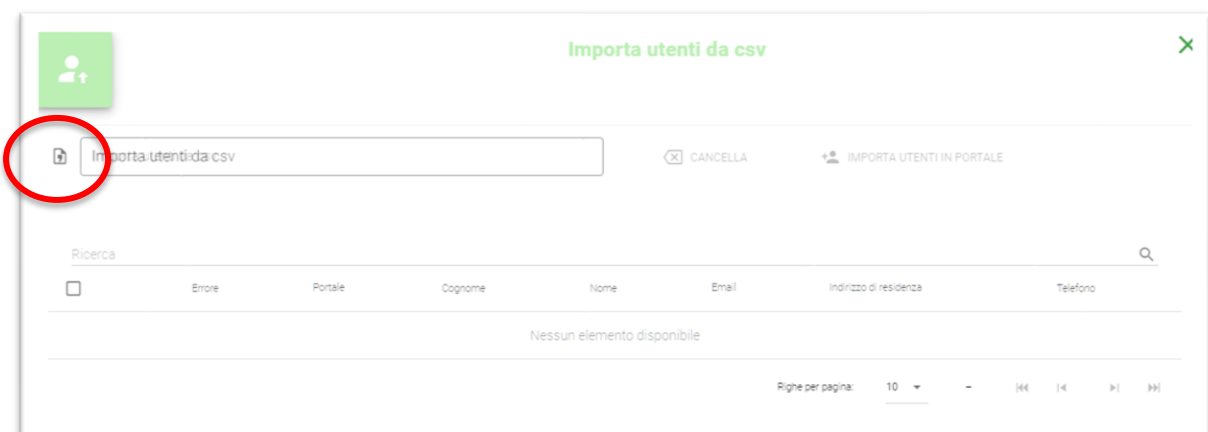 Importa utenti da csv
Importa utenti da csv
CANCELLA
IMPORTA UTENTI IN PORTALE
Ricerca
Errore Portale Cognome Nome Email Indirizzo di residenza Telefono
Nessun elemento disponibile
Righe per pagina: 10 –